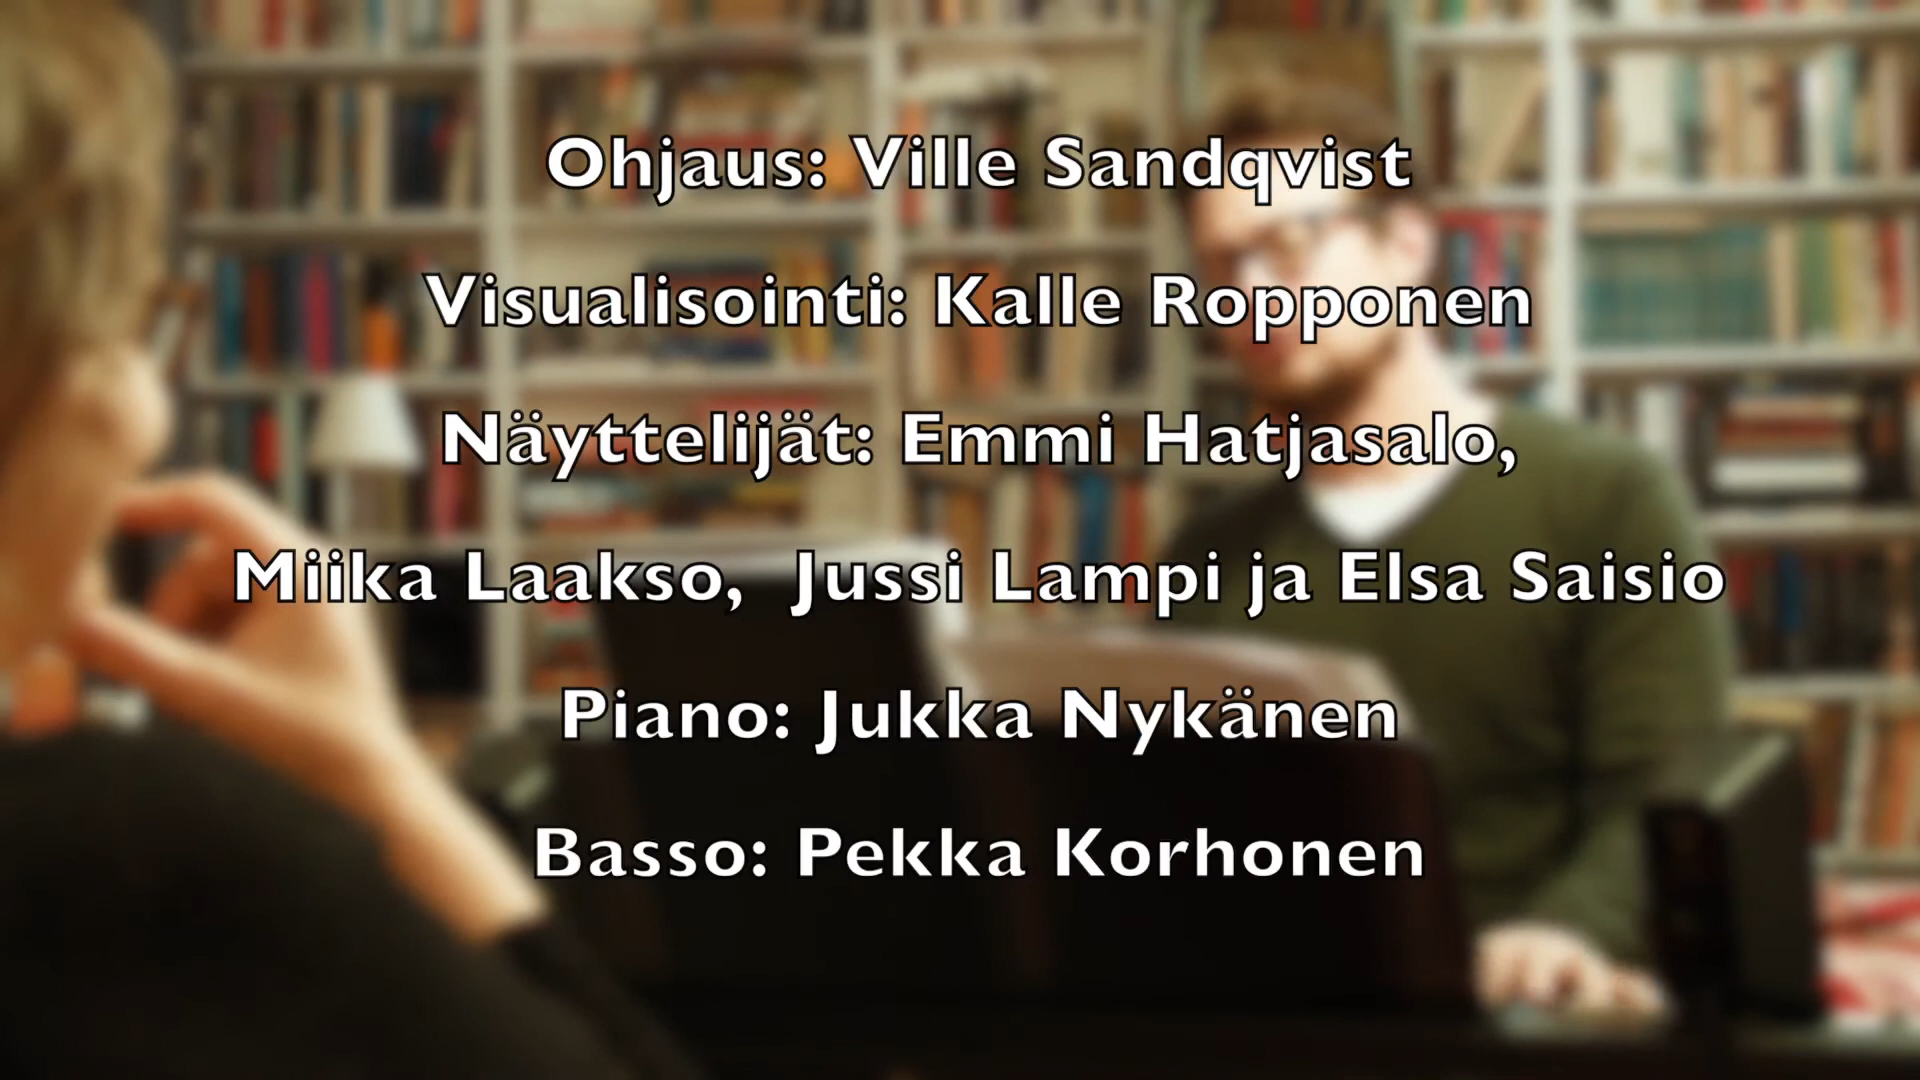 Ohjaus: Ville Sandqvist
Visualisointi: Kalle Ropponen
Näyttelijät: Emmi Hatjasalo,
Miika Laakso, Jussi Lampi ja Elsa Saisio
Piano: Jukka Nykänen
Basso: Pekka Korhonen